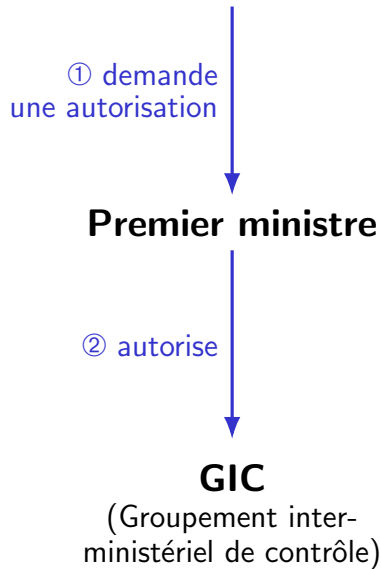 ① demande
une autorisation
Premier ministre
② autorise
GIC
(Groupement inter-
ministériel de contrôle)